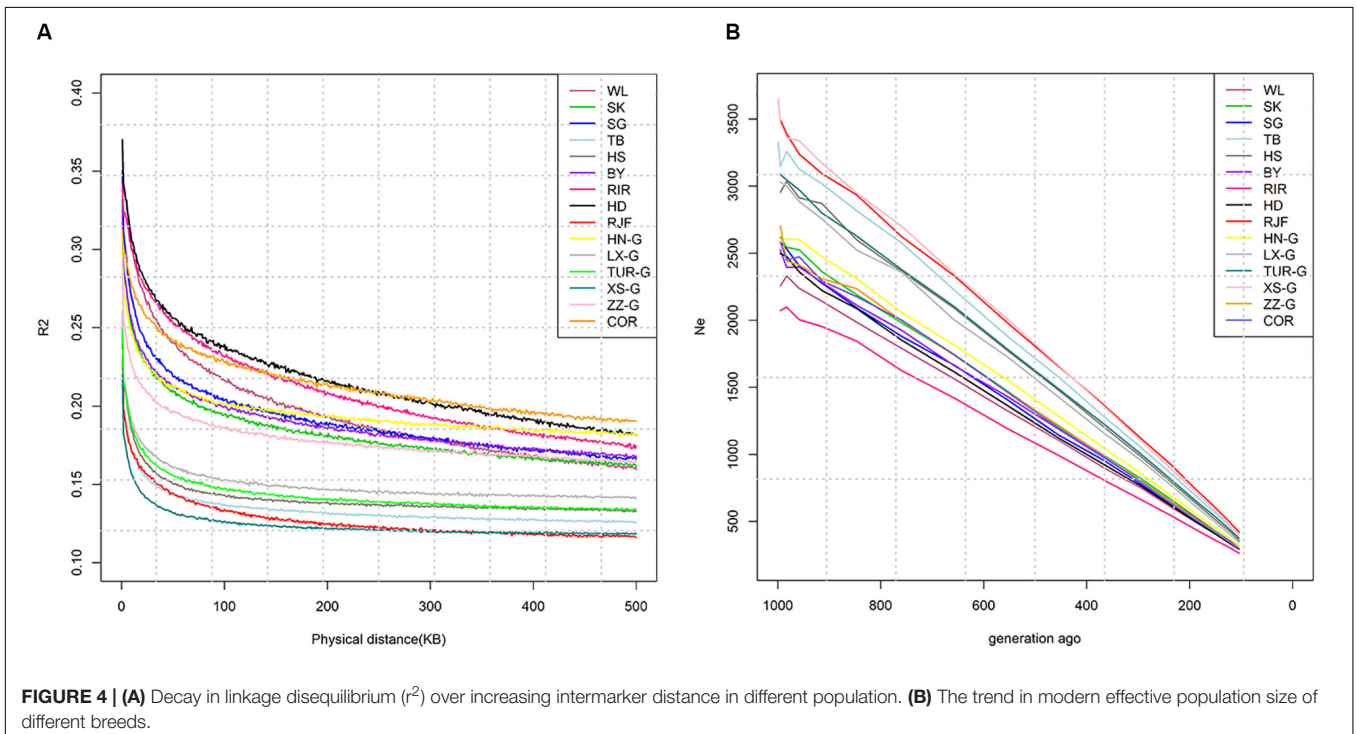 A
R2
0.40
0.35
0.30
0.25
0.20
0.15
0.10
0 100 200 300 400 500
Physical distance(KB)
WL
SK
SG
TB
HS
BY
RIR
HD
RJF
HN-G
LX-G
TUR-G
XS-G
ZZ-G
COR
B
Ne
3500
3000
2500
2000
1500
1000
500
1000 800 600 400 200 0
generation ago
WL
SK
SG
TB
HS
BY
RIR
HD
RJF
HN-G
LX-G
TUR-G
XS-G
ZZ-G
COR
FIGURE 4 | (A) Decay in linkage disequilibrium (r²) over increasing intermarker distance in different population. (B) The trend in modern effective population size of
different breeds.